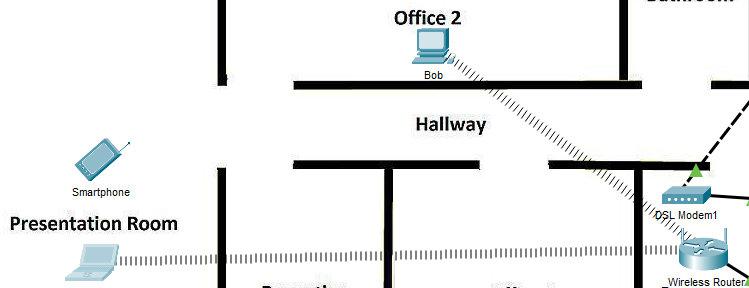 Office 2
Bob
Hallway
Smartphone
Presentation Room
DSL Modem1
Wireless Router